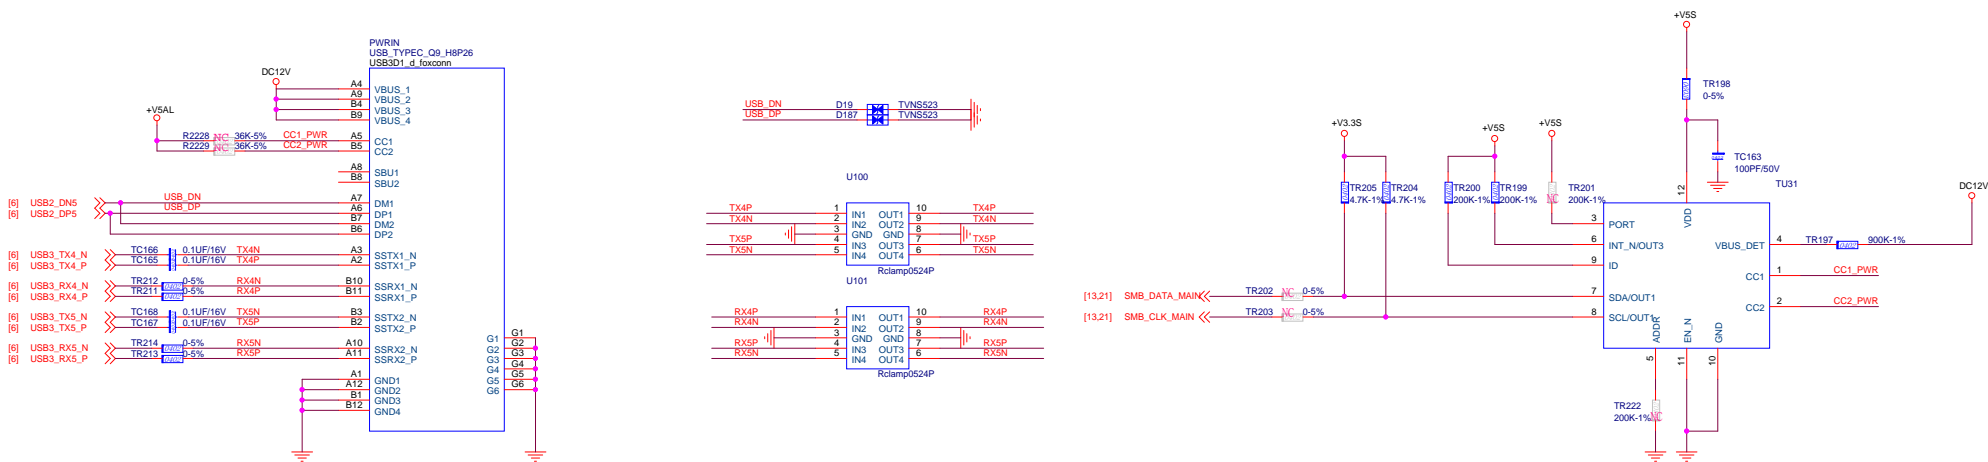 PWRIN
USB_TYPEC_Q9_H8P26
USB3D1_d_foxconn
DC12V
+V5AL
A4 VBUS_1
A9 VBUS_2
B4 VBUS_3
B9 VBUS_4
R2228 NC 36K-5% CC1_PWR A5 CC1
R2229 NC 36K-5% CC2_PWR B5 CC2
A8 SBU1
B8 SBU2
[6] USB2_DN5 USB_DN A7 DM1
[6] USB2_DP5 USB_DP A6 DP1
B7 DM2
B6 DP2
[6] USB3_TX4_N TC166 0.1UF/16V TX4N A3 SSTX1_N
[6] USB3_TX4_P TC165 0.1UF/16V TX4P A2 SSTX1_P
[6] USB3_RX4_N TR212 0402 0-5% RX4N B10 SSRX1_N
[6] USB3_RX4_P TR211 0402 0-5% RX4P B11 SSRX1_P
[6] USB3_TX5_N TC168 0.1UF/16V TX5N B3 SSTX2_N
[6] USB3_TX5_P TC167 0.1UF/16V TX5P B2 SSTX2_P
[6] USB3_RX5_N TR214 0402 0-5% RX5N A10 SSRX2_N
[6] USB3_RX5_P TR213 0402 0-5% RX5P A11 SSRX2_P
A1 GND1
A12 GND2
B1 GND3
B12 GND4
G1 G1
G2 G2
G3 G3
G4 G4
G5 G5
G6 G6
USB_DN D19 TVNS523
USB_DP D187 TVNS523
U100
TX4P 1 IN1 OUT1 10 TX4P
TX4N 2 IN2 OUT2 9 TX4N
3 GND GND 8
TX5P 4 IN3 OUT3 7 TX5P
TX5N 5 IN4 OUT4 6 TX5N
Rclamp0524P
U101
RX4P 1 IN1 OUT1 10 RX4P
RX4N 2 IN2 OUT2 9 RX4N
3 GND GND 8
RX5P 4 IN3 OUT3 7 RX5P
RX5N 5 IN4 OUT4 6 RX5N
Rclamp0524P
+V5S
TR198
0-5%
TC163
100PF/50V
TU31
DC12V
+V3.3S
+V5S
+V5S
TR205
4.7K-1%
TR204
4.7K-1%
TR200
200K-1%
TR199
200K-1%
TR201
NC 200K-1%
12 VDD
3 PORT
6 INT_N/OUT3
9 ID
VBUS_DET 4 TR197 0402 900K-1%
CC1 1 CC1_PWR
CC2 2 CC2_PWR
[13,21] SMB_DATA_MAIN TR202 NC 0-5% 7 SDA/OUT1
[13,21] SMB_CLK_MAIN TR203 NC 0-5% 8 SCL/OUT1
ADDR 5
EN_N 11
GND 10
TR222
200K-1% NC